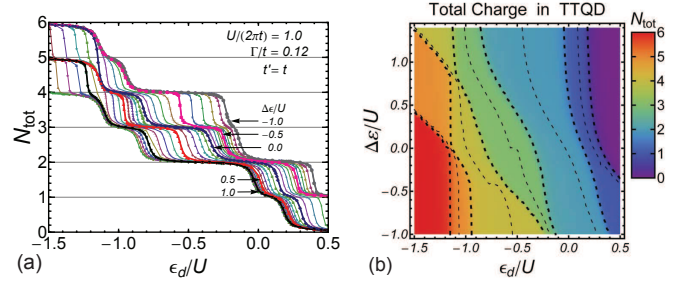 6
5
4
3
2
1
0
N_tot
U/(2πt) = 1.0
Γ/t = 0.12
t' = t
Δϵ/U
−1.0
−0.5
0.0
0.5
1.0
−1.5 −1.0 −0.5 0.0 0.5
ϵ_d/U
(a)
Total Charge in TTQD
N_tot
1.0
0.5
0.0
-0.5
-1.0
Δε/U
-1.5 -1.0 -0.5 0.0 0.5
ϵ_d/U
(b)
6
5
4
3
2
1
0